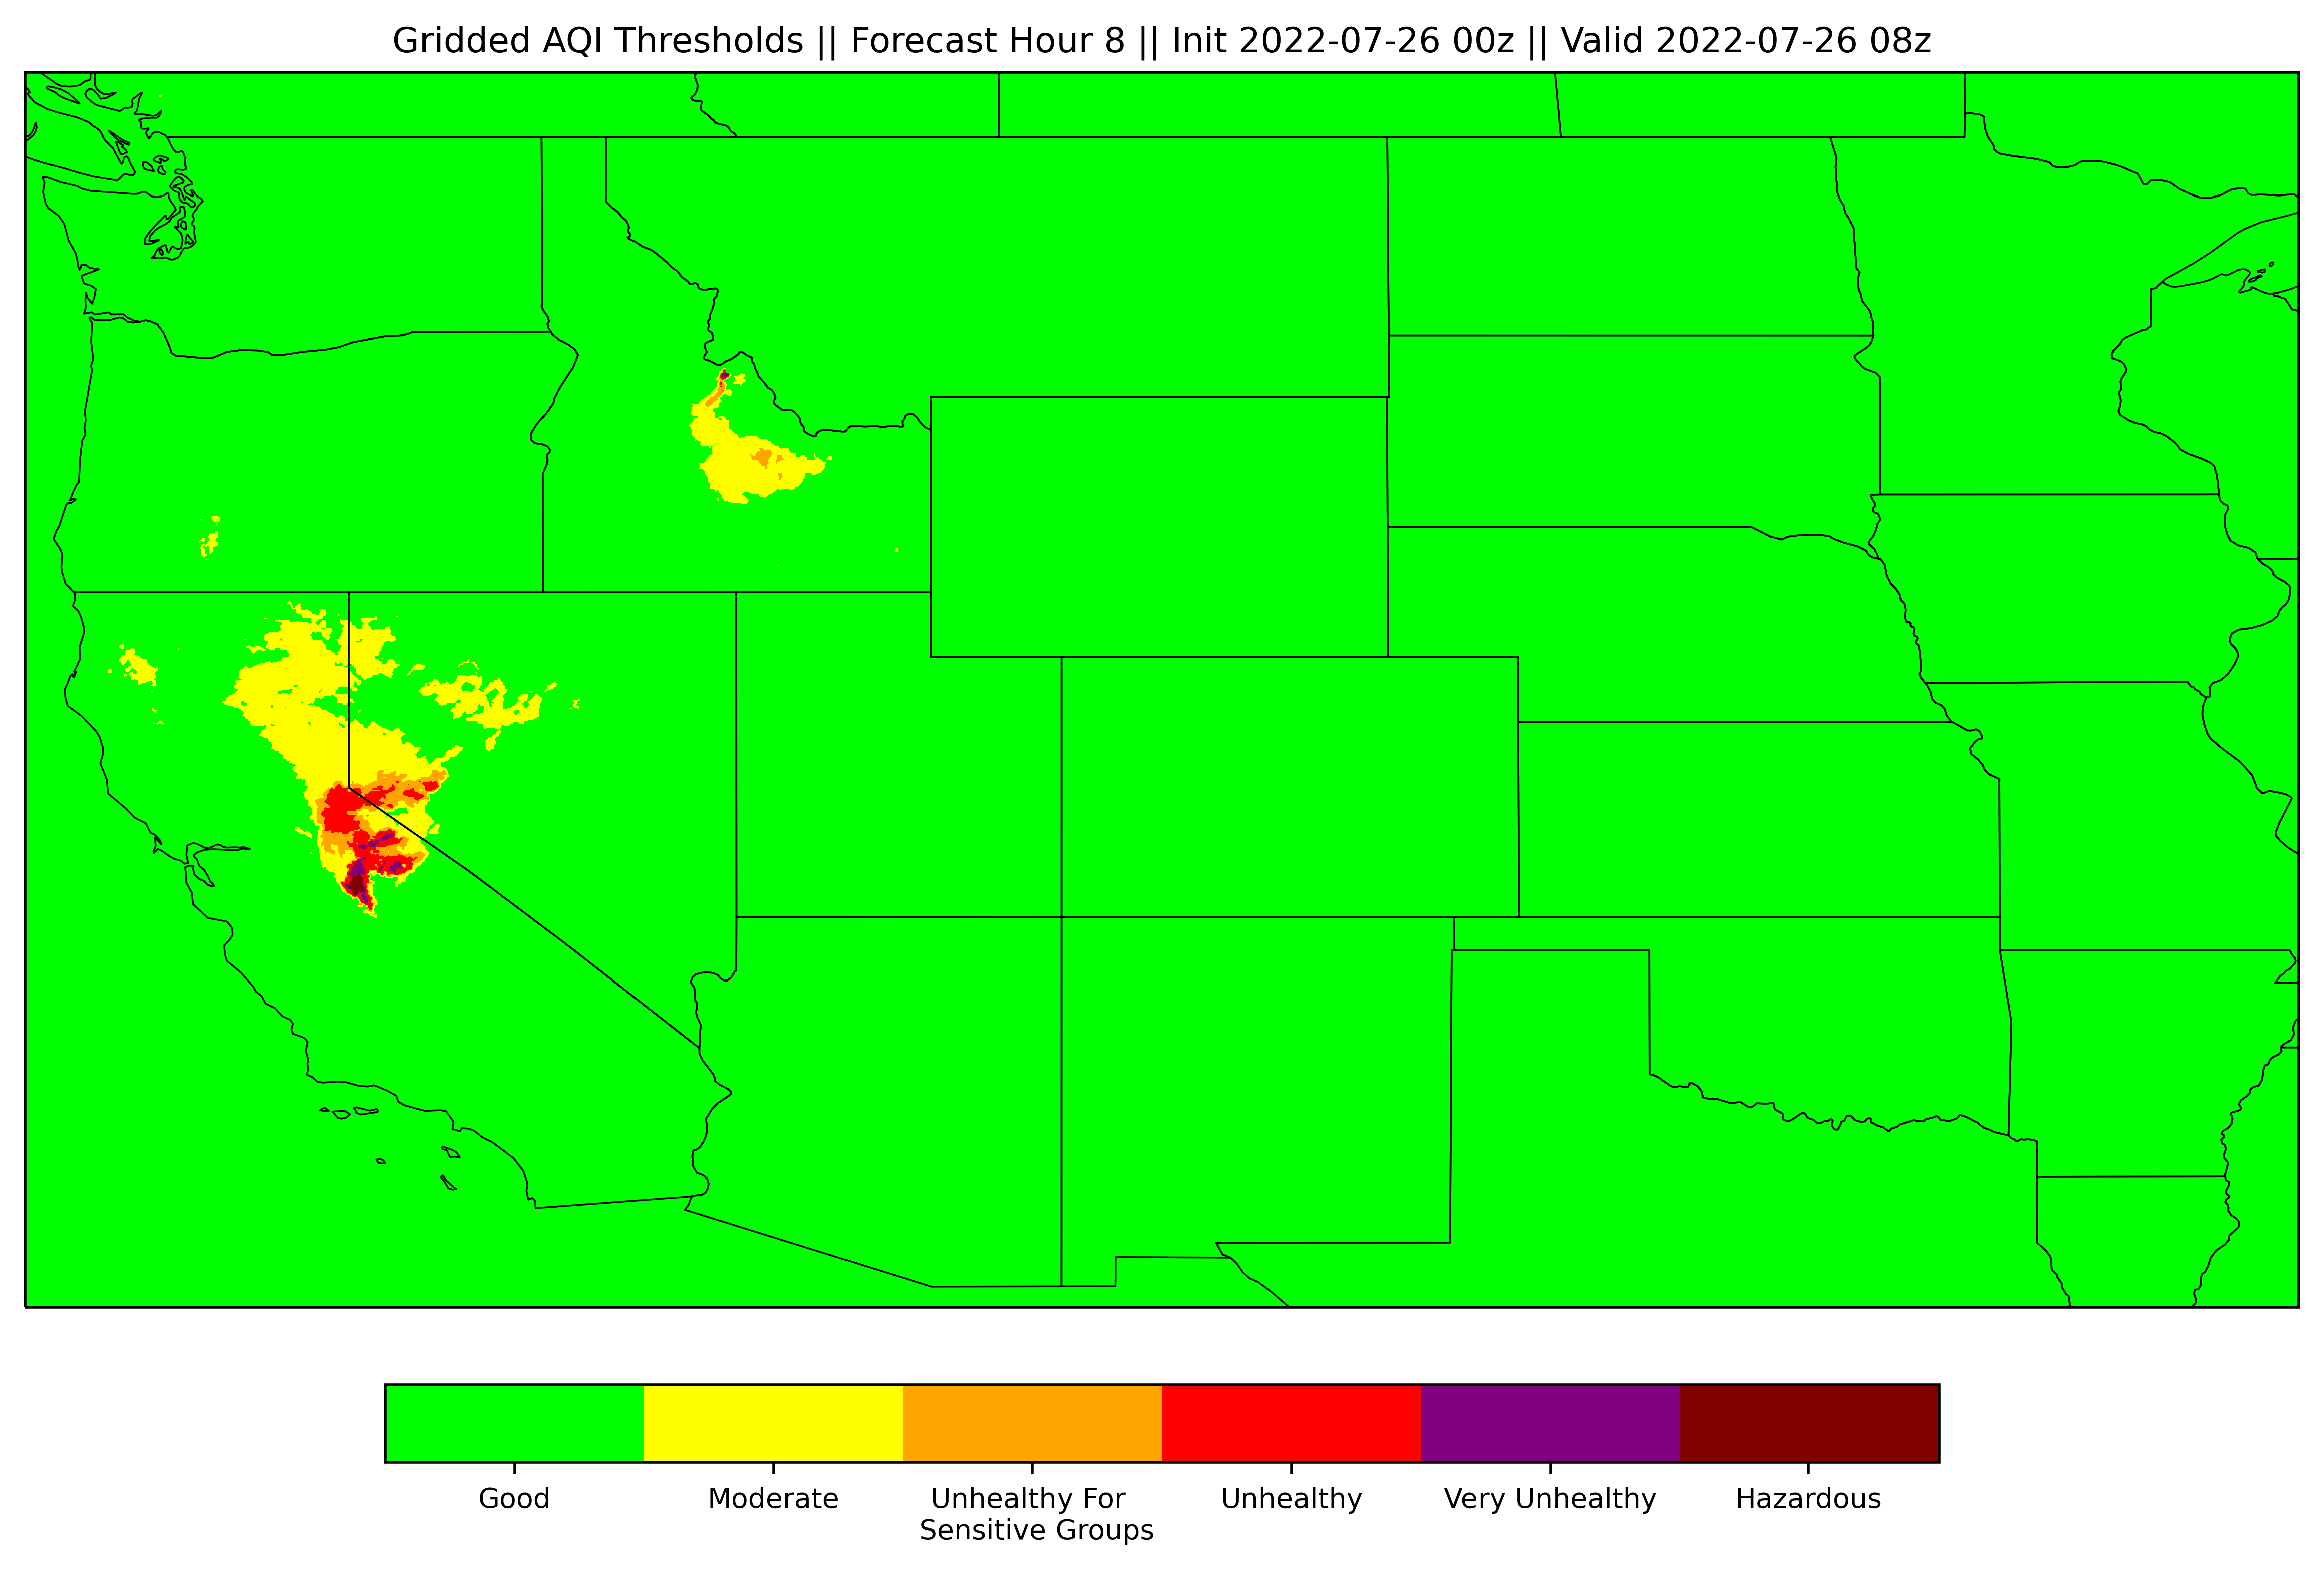 Gridded AQI Thresholds || Forecast Hour 8 || Init 2022-07-26 00z || Valid 2022-07-26 08z
Good
Moderate
Unhealthy For
Sensitive Groups
Unhealthy
Very Unhealthy
Hazardous